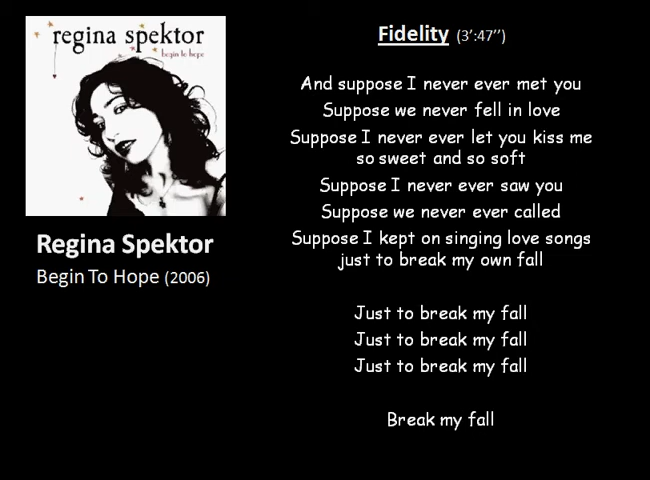 regina spektor
begin to hope
Regina Spektor
Begin To Hope (2006)
Fidelity (3':47'')
And suppose I never ever met you
Suppose we never fell in love
Suppose I never ever let you kiss me
so sweet and so soft
Suppose I never ever saw you
Suppose we never ever called
Suppose I kept on singing love songs
just to break my own fall
Just to break my fall
Just to break my fall
Just to break my fall
Break my fall